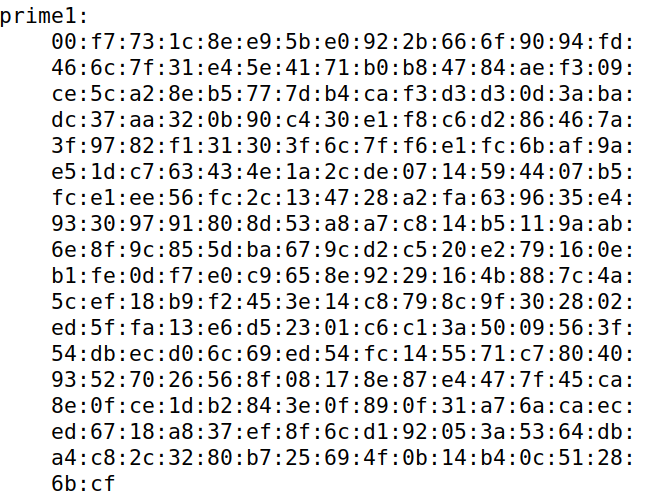 prime1:
00:f7:73:1c:8e:e9:5b:e0:92:2b:66:6f:90:94:fd:
46:6c:7f:31:e4:5e:41:71:b0:b8:47:84:ae:f3:09:
ce:5c:a2:8e:b5:77:7d:b4:ca:f3:d3:d3:0d:3a:ba:
dc:37:aa:32:0b:90:c4:30:e1:f8:c6:d2:86:46:7a:
3f:97:82:f1:31:30:3f:6c:7f:f6:e1:fc:6b:af:9a:
e5:1d:c7:63:43:4e:1a:2c:de:07:14:59:44:07:b5:
fc:e1:ee:56:fc:2c:13:47:28:a2:fa:63:96:35:e4:
93:30:97:91:80:8d:53:a8:a7:c8:14:b5:11:9a:ab:
6e:8f:9c:85:5d:ba:67:9c:d2:c5:20:e2:79:16:0e:
b1:fe:0d:f7:e0:c9:65:8e:92:29:16:4b:88:7c:4a:
5c:ef:18:b9:f2:45:3e:14:c8:79:8c:9f:30:28:02:
ed:5f:fa:13:e6:d5:23:01:c6:c1:3a:50:09:56:3f:
54:db:ec:d0:6c:69:ed:54:fc:14:55:71:c7:80:40:
93:52:70:26:56:8f:08:17:8e:87:e4:47:7f:45:ca:
8e:0f:ce:1d:b2:84:3e:0f:89:0f:31:a7:6a:ca:ec:
ed:67:18:a8:37:ef:8f:6c:d1:92:05:3a:53:64:db:
a4:c8:2c:32:80:b7:25:69:4f:0b:14:b4:0c:51:28:
6b:cf